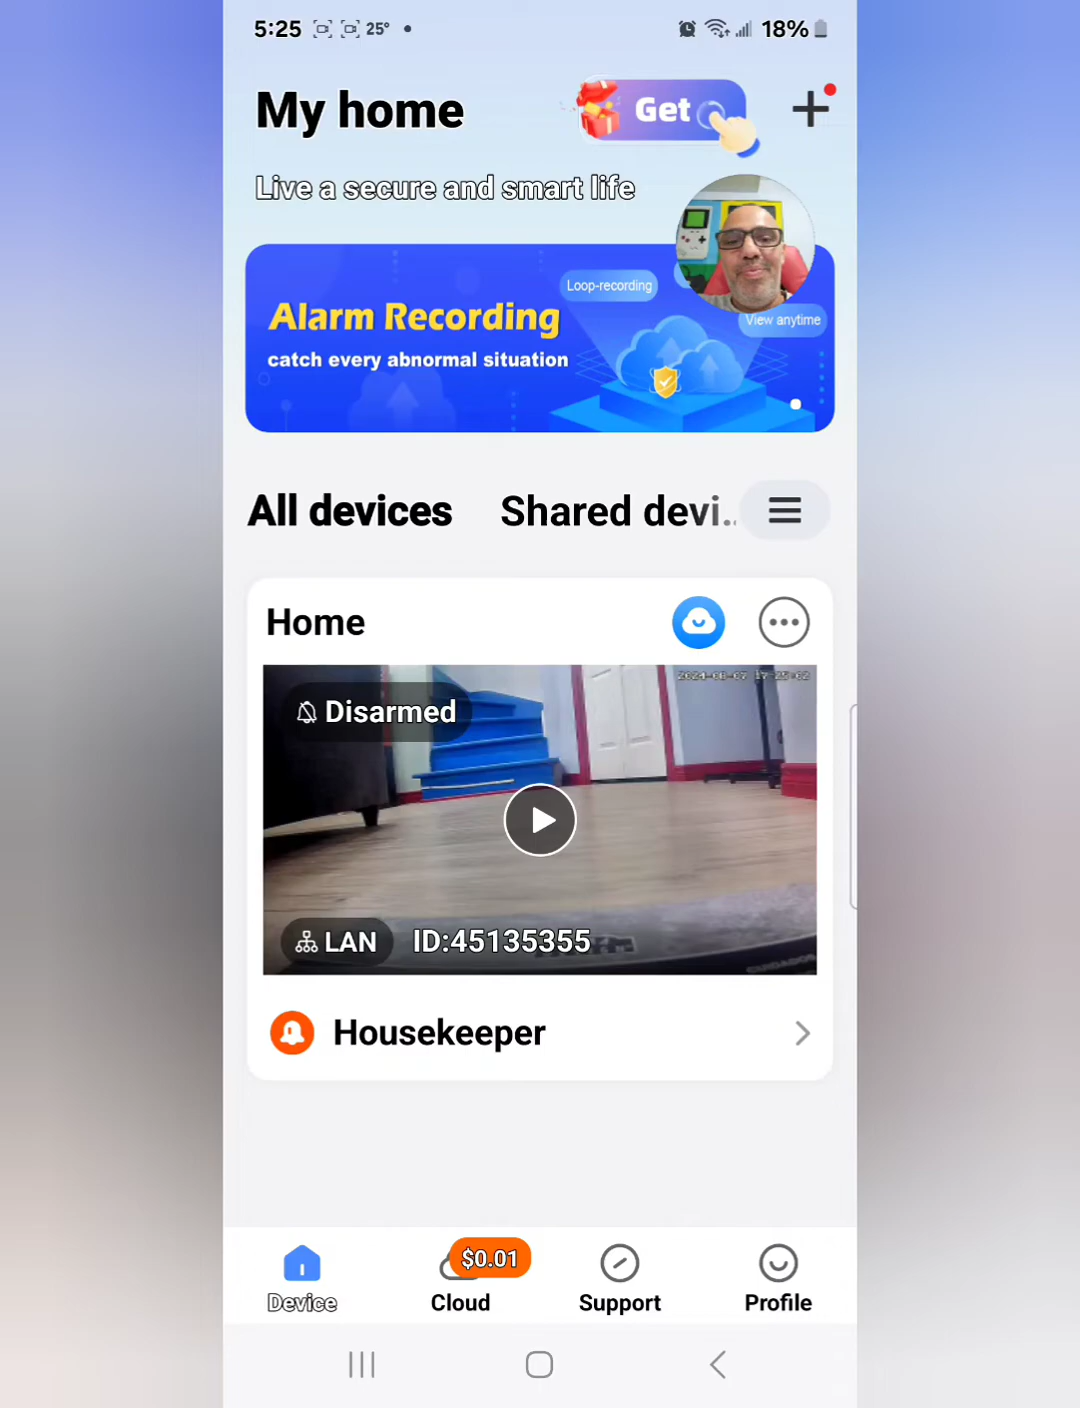 5:25 25° 18%
My home
Get
Live a secure and smart life
Loop-recording
Alarm Recording
View anytime
catch every abnormal situation
All devices Shared devi..
Home
Disarmed
LAN ID:45135355
Housekeeper
$0.01
Device Cloud Support Profile